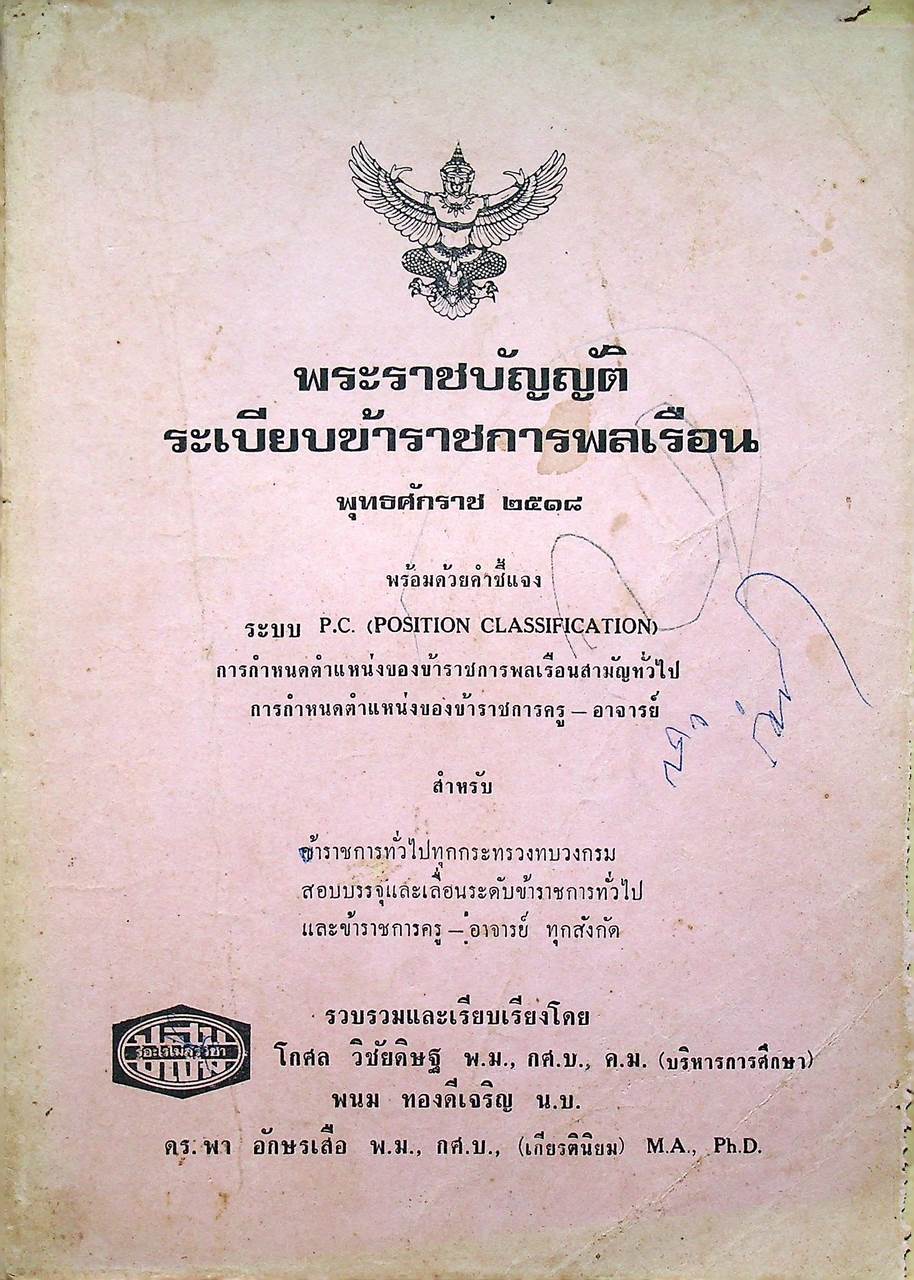 พระราชบัญญัติ
ระเบียบข้าราชการพลเรือน
พุทธศักราช ๒๕๑๘
พร้อมด้วยคำชี้แจง
ระบบ P.C. (POSITION CLASSIFICATION)
การกำหนดตำแหน่งของข้าราชการพลเรือนสามัญทั่วไป
การกำหนดตำแหน่งของข้าราชการครู – อาจารย์
สำหรับ
ข้าราชการทั่วไปทุกกระทรวงทบวงกรม
สอบบรรจุและเลื่อนระดับข้าราชการทั่วไป
และข้าราชการครู – อาจารย์ ทุกสังกัด
รวบรวมและเรียบเรียงโดย
โกศล วิชัยดิษฐ พ.ม., กศ.บ., ค.ม. (บริหารการศึกษา)
พนม ทองดีเจริญ น.บ.
ดร. พา อักษรเสือ พ.ม., กศ.บ., (เกียรตินิยม) M.A., Ph.D.